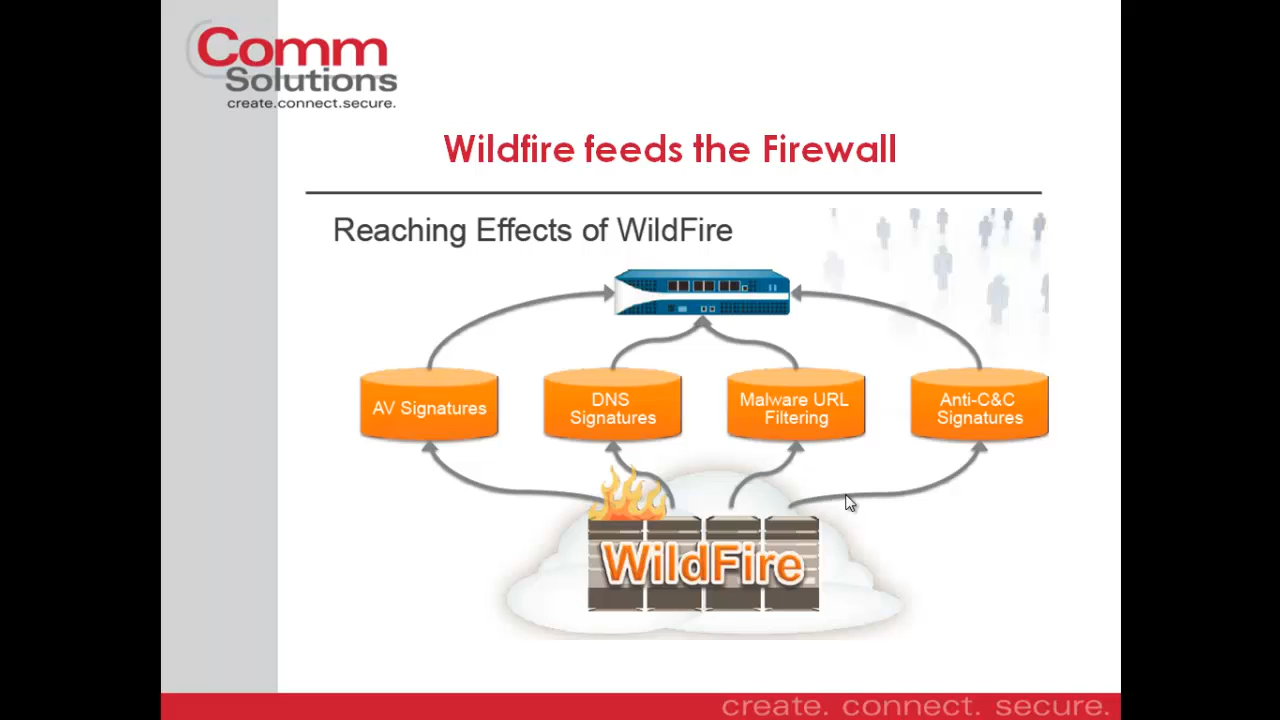 Comm
Solutions
create.connect.secure.
Wildfire feeds the Firewall
Reaching Effects of WildFire
AV Signatures
DNS
Signatures
Malware URL
Filtering
Anti-C&C
Signatures
WildFire
create. connect. secure.